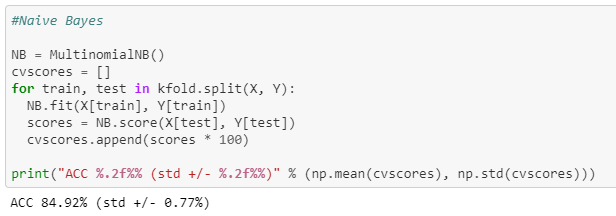 #Naive Bayes
NB = MultinomialNB()
cvscores = []
for train, test in kfold.split(X, Y):
  NB.fit(X[train], Y[train])
  scores = NB.score(X[test], Y[test])
  cvscores.append(scores * 100)
print("ACC %.2f%% (std +/- %.2f%%)" % (np.mean(cvscores), np.std(cvscores)))
ACC 84.92% (std +/- 0.77%)